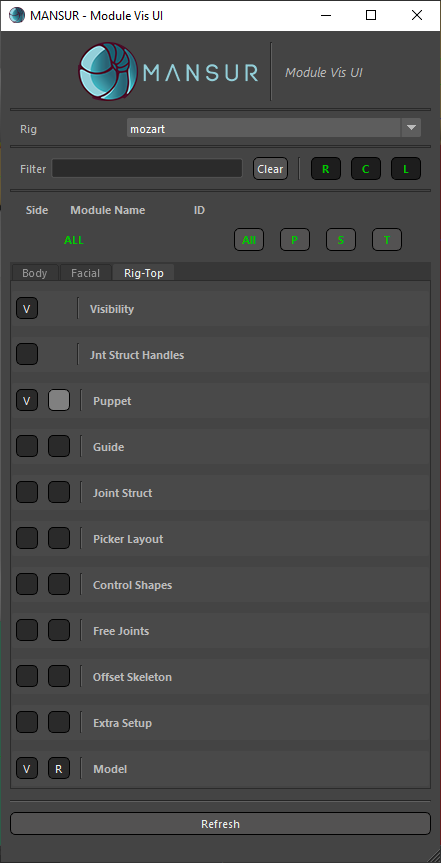 MANSUR - Module Vis UI
MANSUR Module Vis UI
Rig mozart
Filter Clear R C L
Side Module Name ID
ALL All P S T
Body Facial Rig-Top
V Visibility
Jnt Struct Handles
V Puppet
Guide
Joint Struct
Picker Layout
Control Shapes
Free Joints
Offset Skeleton
Extra Setup
V R Model
Refresh